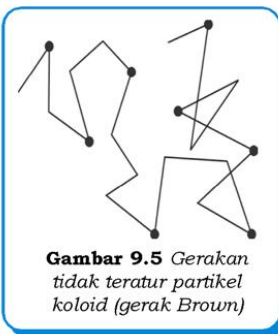 Gambar 9.5 Gerakan
tidak teratur partikel
koloid (gerak Brown)